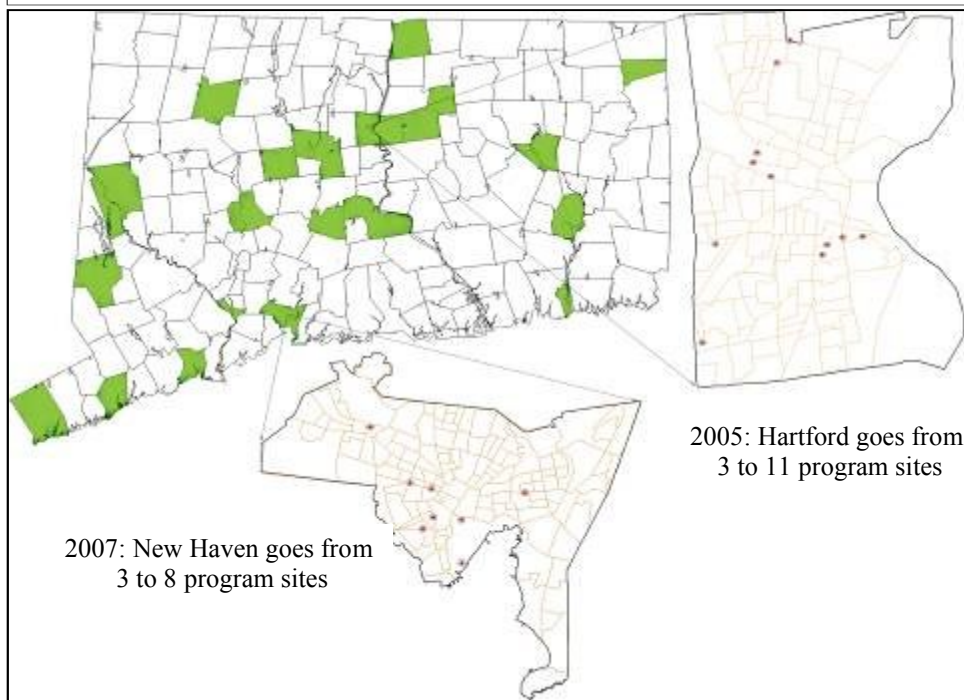 2005: Hartford goes from
3 to 11 program sites
2007: New Haven goes from
3 to 8 program sites